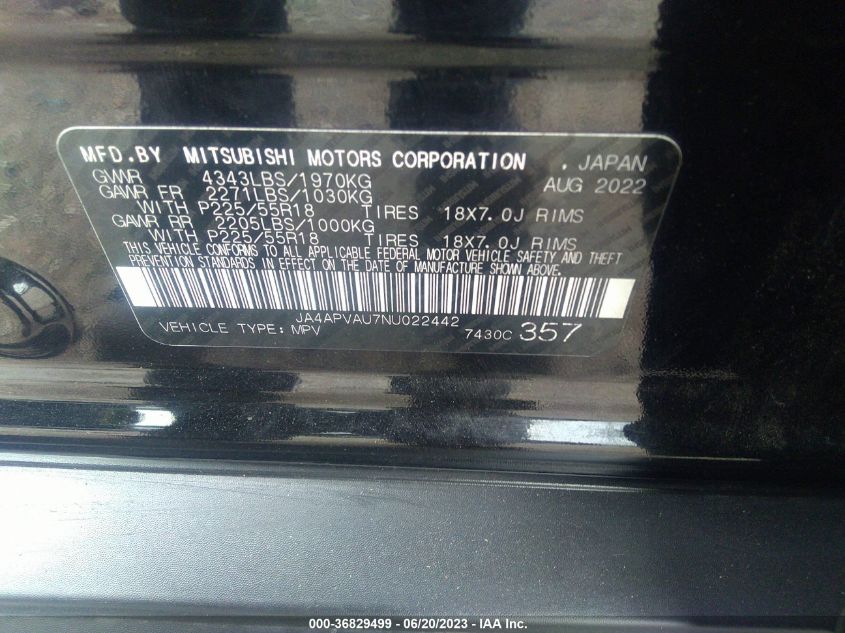 MFD.BY MITSUBISHI MOTORS CORPORATION . JAPAN
GVWR 4343LBS/1970KG AUG 2022
GAWR FR 2271LBS/1030KG
WITH P225/55R18 TIRES 18X7.0J RIMS
GAWR RR 2205LBS/1000KG
WITH P225/55R18 TIRES 18X7.0J RIMS
THIS VEHICLE CONFORMS TO ALL APPLICABLE FEDERAL MOTOR VEHICLE SAFETY AND THEFT
PREVENTION STANDARDS IN EFFECT ON THE DATE OF MANUFACTURE SHOWN ABOVE.
JA4APVAU7NU022442
VEHICLE TYPE: MPV 7430C 357
000-36829499 - 06/20/2023 - IAA Inc.